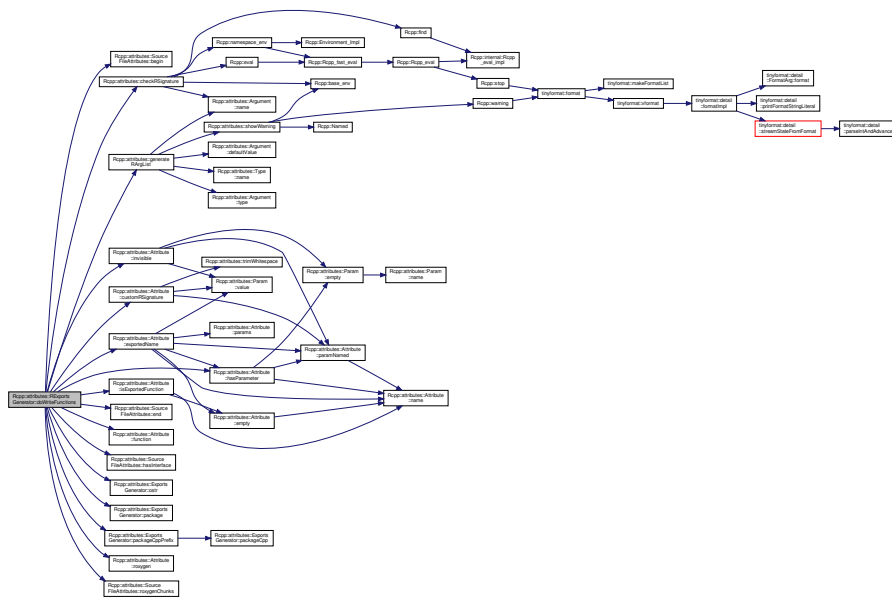 Rcpp::attributes::RExports
Generator::doWriteFunctions
Rcpp::attributes::Source
FileAttributes::begin
Rcpp::attributes::checkRSignature
Rcpp::attributes::generate
RArgList
Rcpp::attributes::Attribute
::invisible
Rcpp::attributes::Attribute
::customRSignature
Rcpp::attributes::Attribute
::exportedName
Rcpp::attributes::Attribute
::isExportedFunction
Rcpp::attributes::Source
FileAttributes::end
Rcpp::attributes::Attribute
::function
Rcpp::attributes::Source
FileAttributes::hasInterface
Rcpp::attributes::Exports
Generator::ostr
Rcpp::attributes::Exports
Generator::package
Rcpp::attributes::Exports
Generator::packageCppPrefix
Rcpp::attributes::Attribute
::roxygen
Rcpp::attributes::Source
FileAttributes::roxygenChunks
Rcpp::namespace_env
Rcpp::eval
Rcpp::attributes::Argument
::name
Rcpp::attributes::showWarning
Rcpp::attributes::Argument
::defaultValue
Rcpp::attributes::Type
::name
Rcpp::attributes::Argument
::type
Rcpp::attributes::trimWhitespace
Rcpp::attributes::Param
::value
Rcpp::attributes::Attribute
::params
Rcpp::attributes::Attribute
::hasParameter
Rcpp::attributes::Attribute
::empty
Rcpp::attributes::Exports
Generator::packageCpp
Rcpp::Environment_Impl
Rcpp::Rcpp_fast_eval
Rcpp::base_env
Rcpp::Named
Rcpp::attributes::Param
::empty
Rcpp::attributes::Attribute
::paramNamed
Rcpp::find
Rcpp::Rcpp_eval
Rcpp::attributes::Param
::name
Rcpp::attributes::Attribute
::name
Rcpp::internal::Rcpp
_eval_impl
Rcpp::stop
Rcpp::warning
tinyformat::format
tinyformat::makeFormatList
tinyformat::vformat
tinyformat::detail
::formatImpl
tinyformat::detail
::FormatArg::format
tinyformat::detail
::printFormatStringLiteral
tinyformat::detail
::streamStateFromFormat
tinyformat::detail
::parseIntAndAdvance